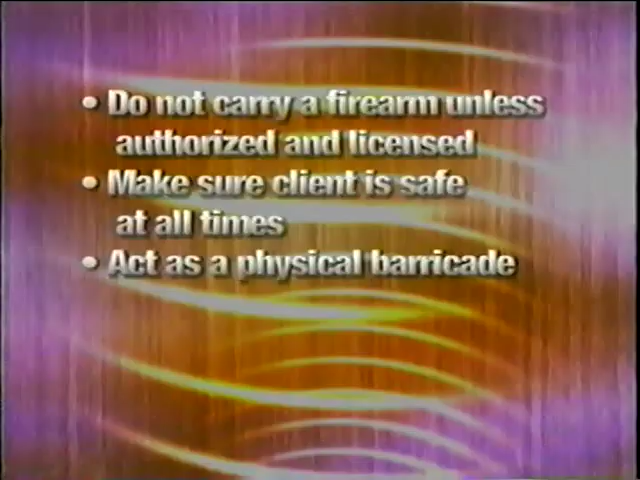 • Do not carry a firearm unless
authorized and licensed
• Make sure client is safe
at all times
• Act as a physical barricade